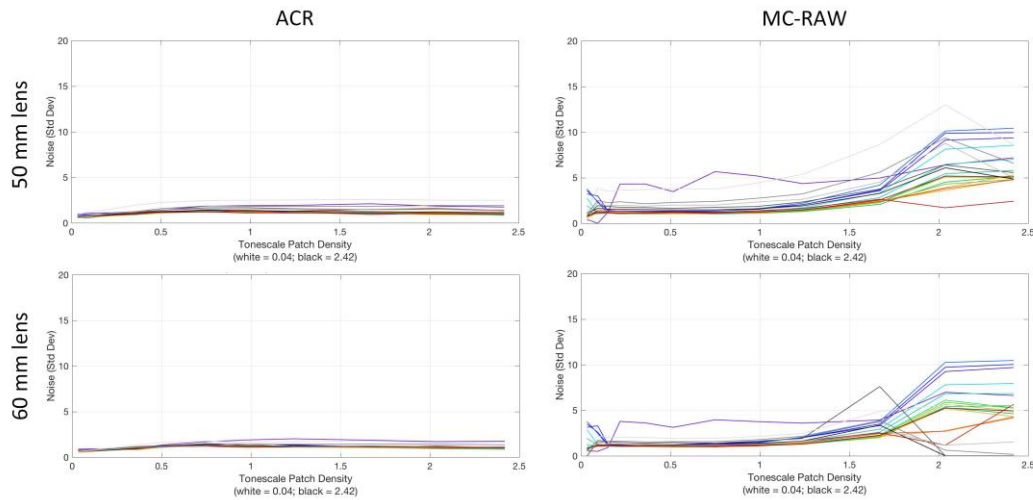 ACR
MC-RAW
50 mm lens
Noise (Std Dev)
20
15
10
5
0
0
0.5
1
1.5
2
2.5
Tonescale Patch Density
(white = 0.04; black = 2.42)
Noise (Std Dev)
20
15
10
5
0
0
0.5
1
1.5
2
2.5
Tonescale Patch Density
(white = 0.04; black = 2.42)
60 mm lens
Noise (Std Dev)
20
15
10
5
0
0
0.5
1
1.5
2
2.5
Tonescale Patch Density
(white = 0.04; black = 2.42)
Noise (Std Dev)
20
15
10
5
0
0
0.5
1
1.5
2
2.5
Tonescale Patch Density
(white = 0.04; black = 2.42)